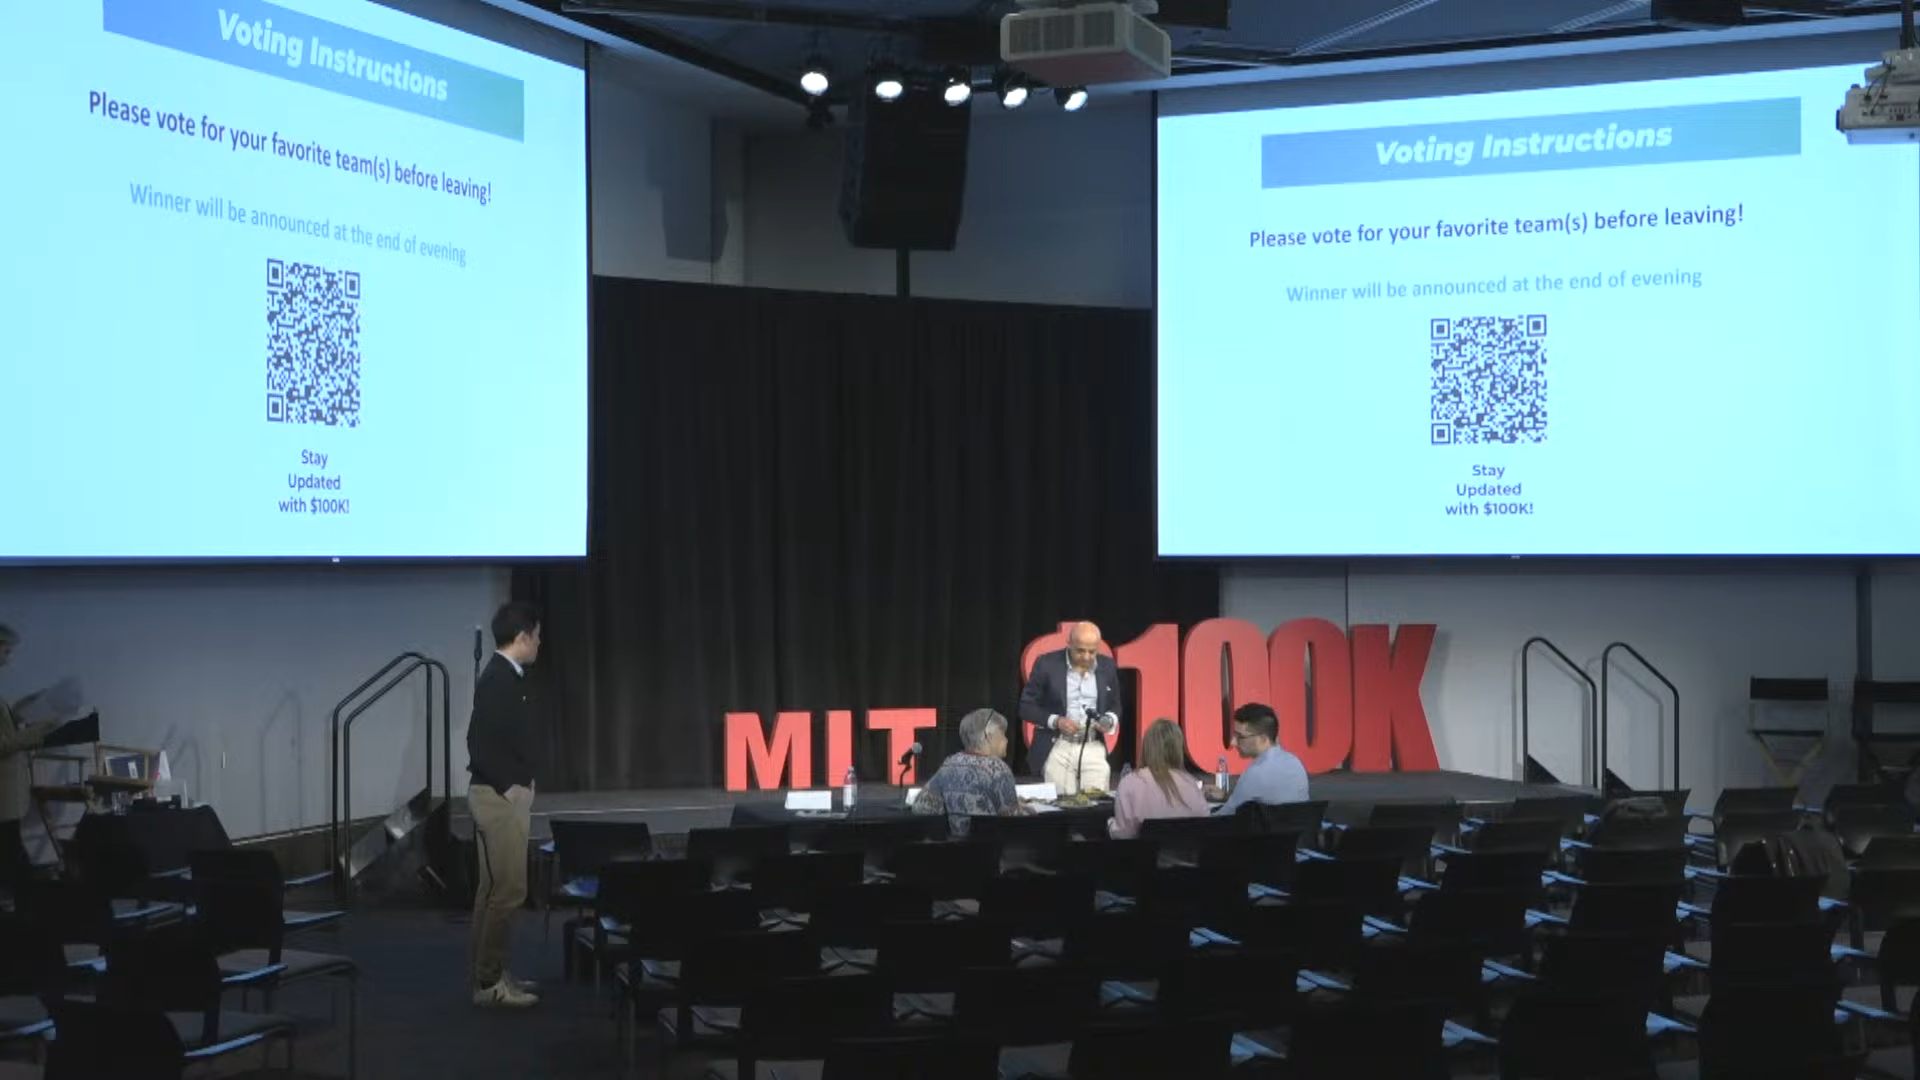 Voting Instructions
Please vote for your favorite team(s) before leaving!
Winner will be announced at the end of evening
Stay
Updated
with $100K!
Voting Instructions
Please vote for your favorite team(s) before leaving!
Winner will be announced at the end of evening
Stay
Updated
with $100K!
MIT $100K